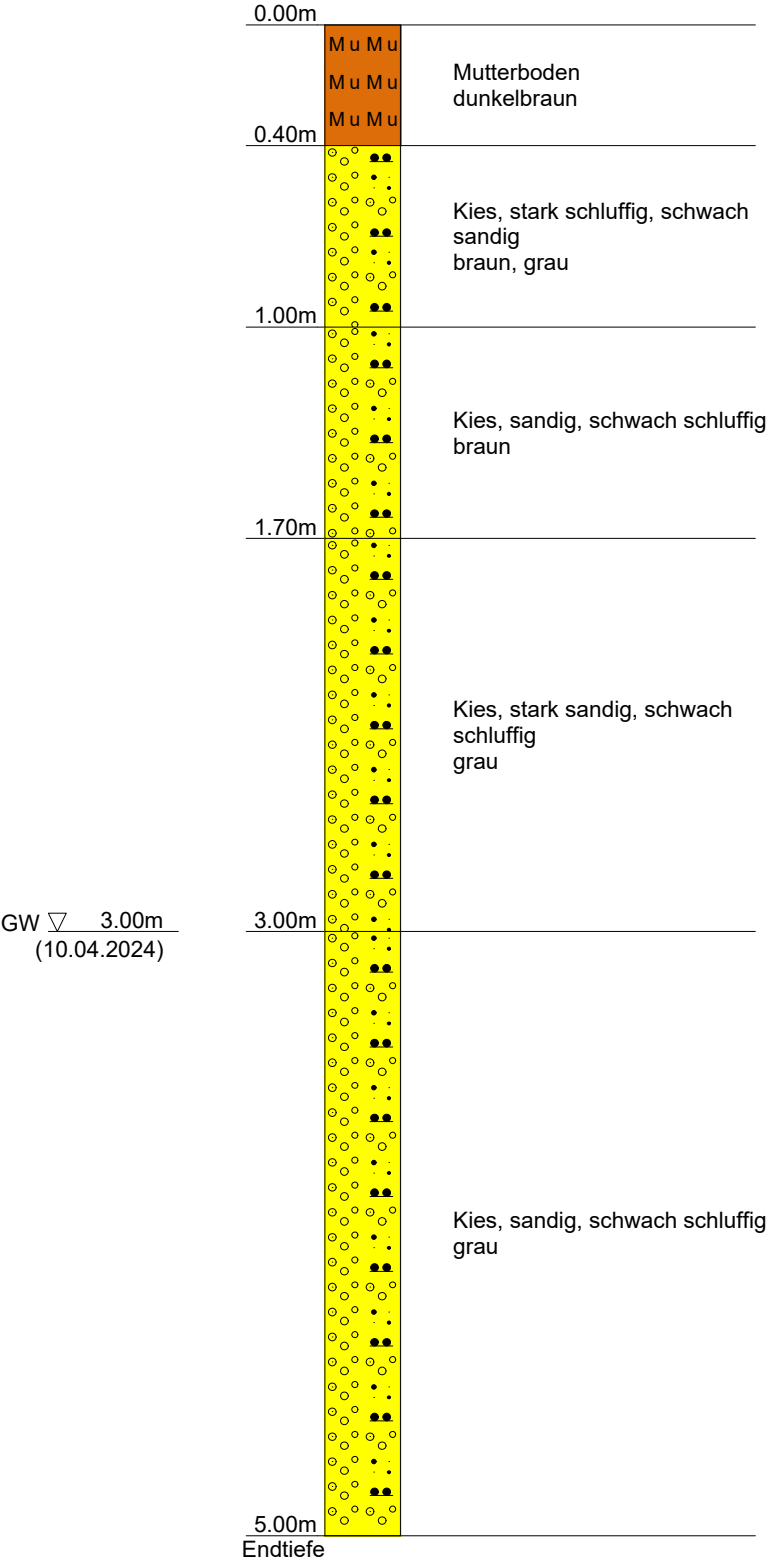 0.00m
Mu Mu
Mu Mu
Mu Mu
Mutterboden
dunkelbraun
0.40m
Kies, stark schluffig, schwach
sandig
braun, grau
1.00m
Kies, sandig, schwach schluffig
braun
1.70m
Kies, stark sandig, schwach
schluffig
grau
GW 3.00m
(10.04.2024)
3.00m
Kies, sandig, schwach schluffig
grau
5.00m
Endtiefe